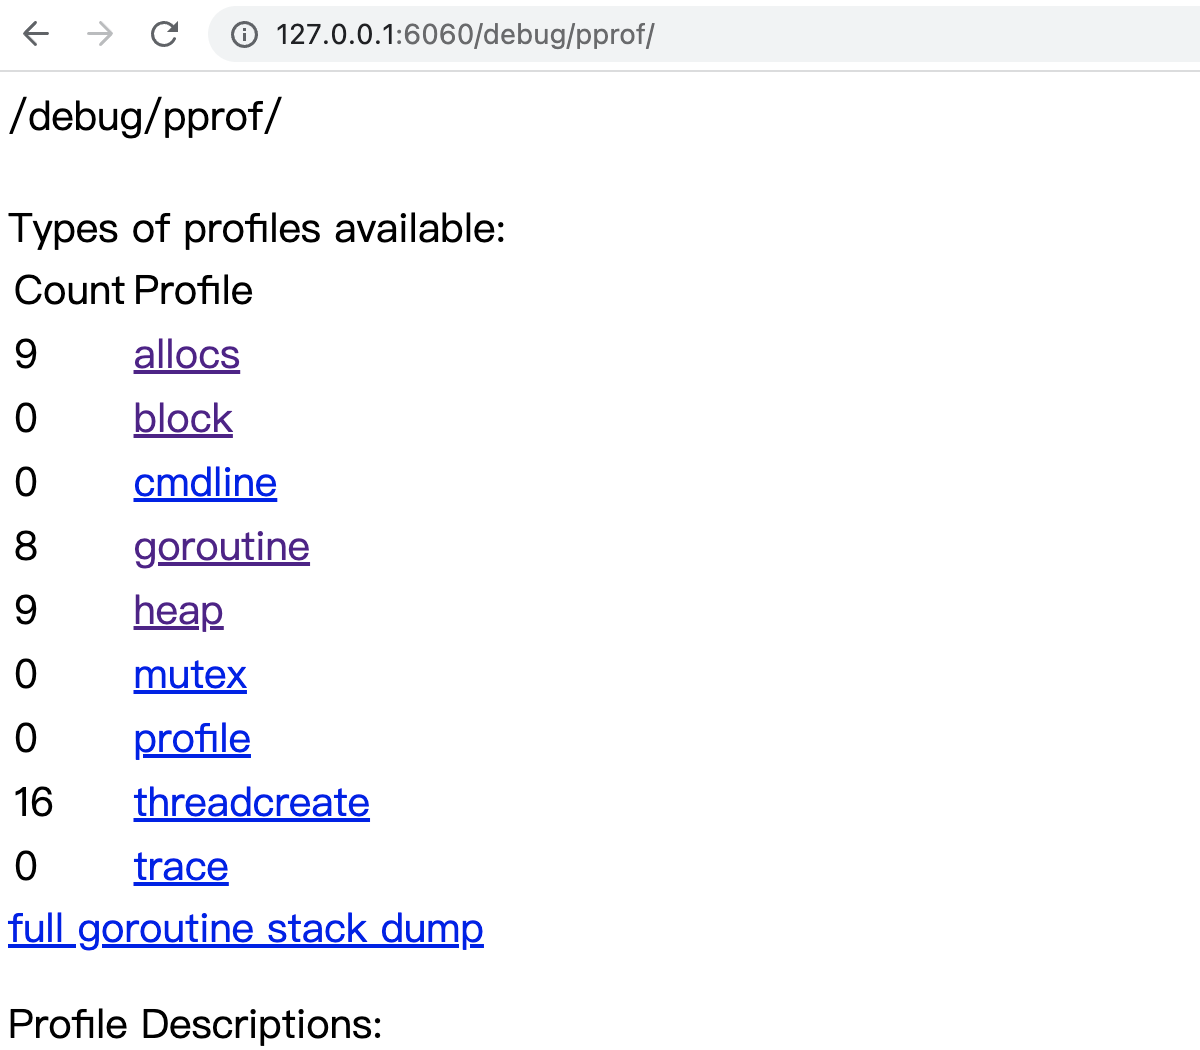 127.0.0.1:6060/debug/pprof/
/debug/pprof/
Types of profiles available:
Count Profile
9 allocs
0 block
0 cmdline
8 goroutine
9 heap
0 mutex
0 profile
16 threadcreate
0 trace
full goroutine stack dump
Profile Descriptions: